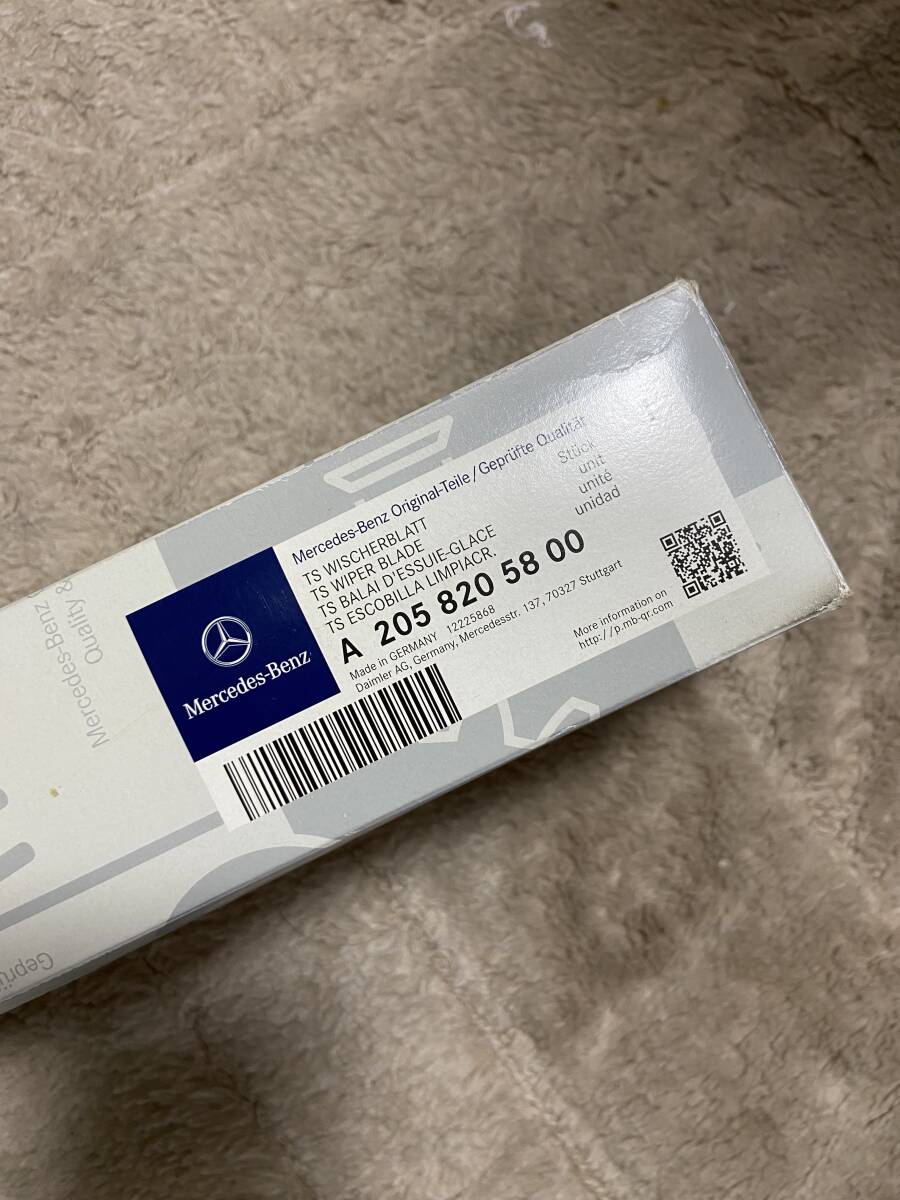 Mercedes-Benz Original-Teile/Geprüfte Qualität
TS WISCHERBLATT
TS WIPER BLADE
TS BALAI D'ESSUIE-GLACE
TS ESCOBILLA LIMPIACR.
Stück
unit
unité
unidad
A 205 820 58 00
Made in GERMANY 12225868
Daimler AG, Germany, Mercedesstr. 137, 70327 Stuttgart
More information on
http://p.mb-qr.com
Mercedes-Benz
Mercedes-Benz
Quality &